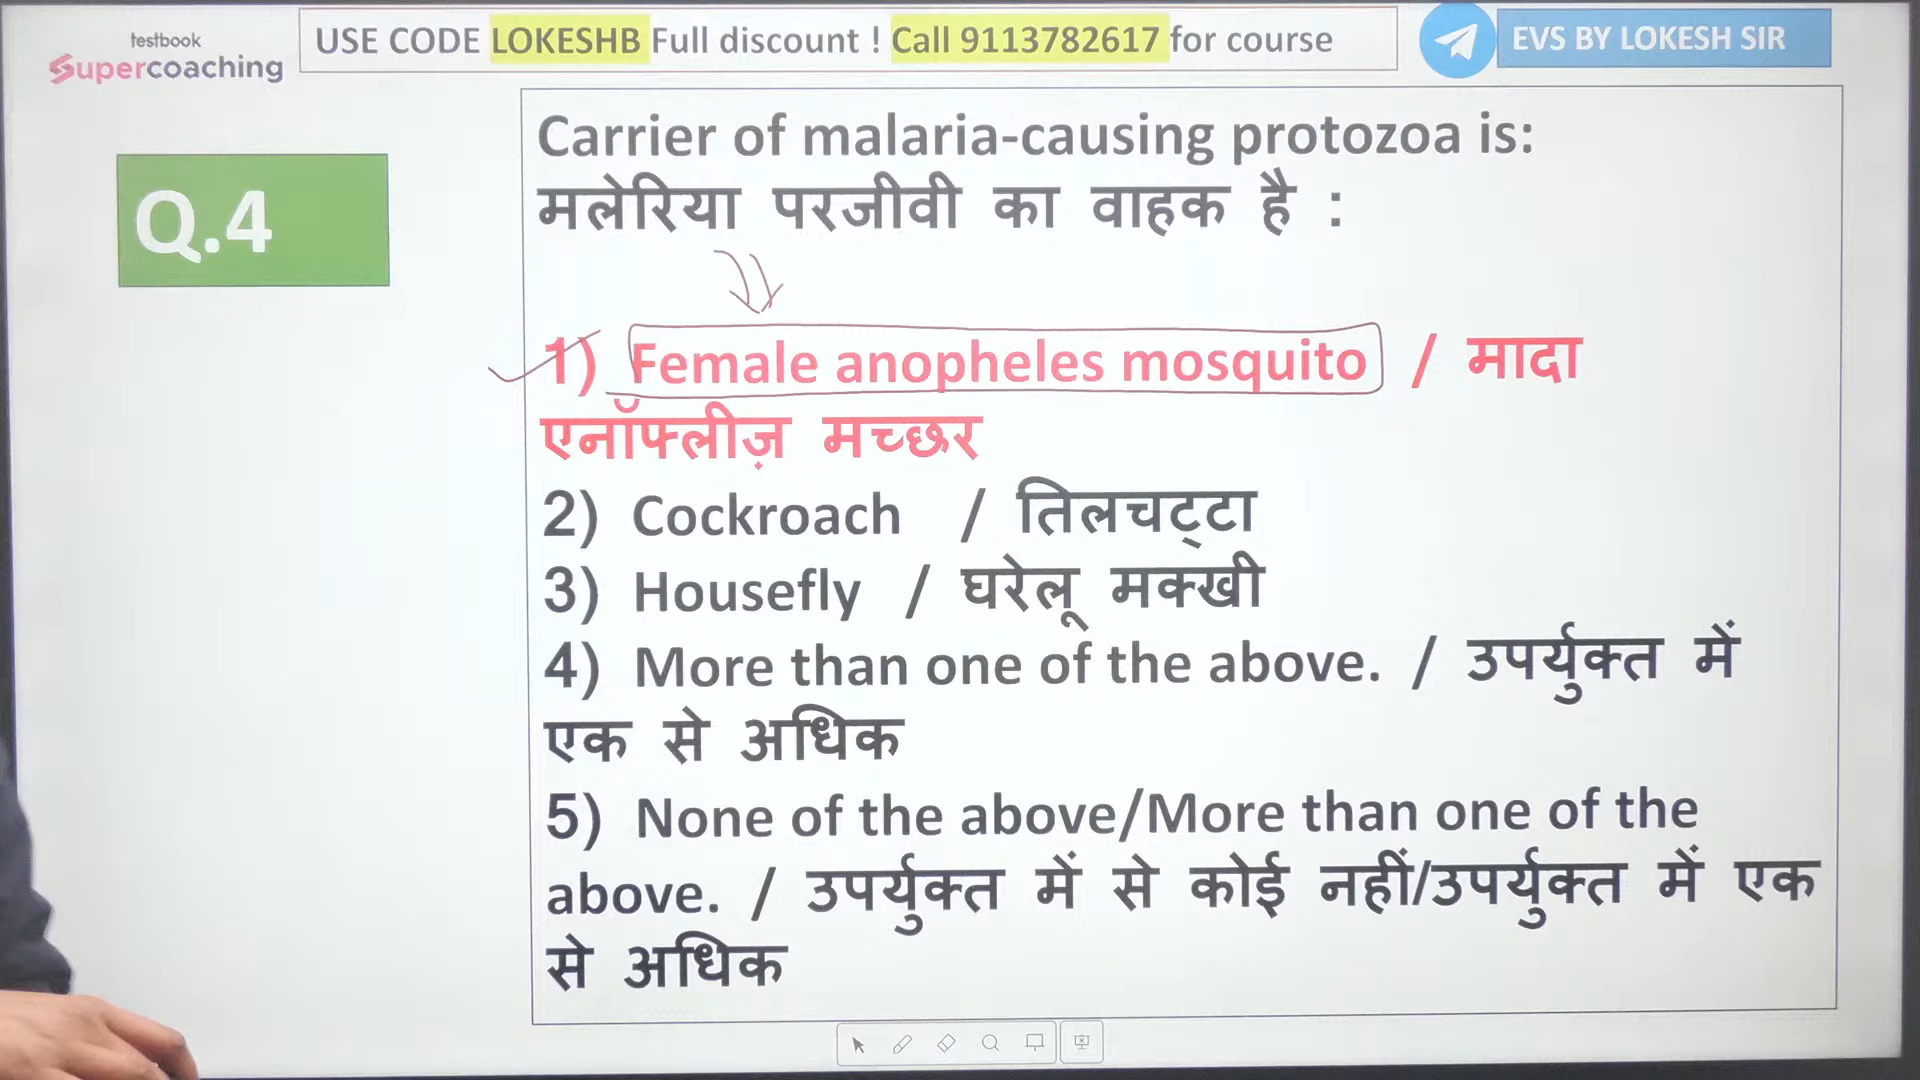 testbook
Supercoaching
USE CODE LOKESHB Full discount ! Call 9113782617 for course
EVS BY LOKESH SIR
Q.4
Carrier of malaria-causing protozoa is:
मलेरिया परजीवी का वाहक है :
1) Female anopheles mosquito / मादा
एनॉफ्लीज़ मच्छर
2) Cockroach / तिलचट्टा
3) Housefly / घरेलू मक्खी
4) More than one of the above. / उपर्युक्त में
एक से अधिक
5) None of the above/More than one of the
above. / उपर्युक्त में से कोई नहीं/उपर्युक्त में एक
से अधिक